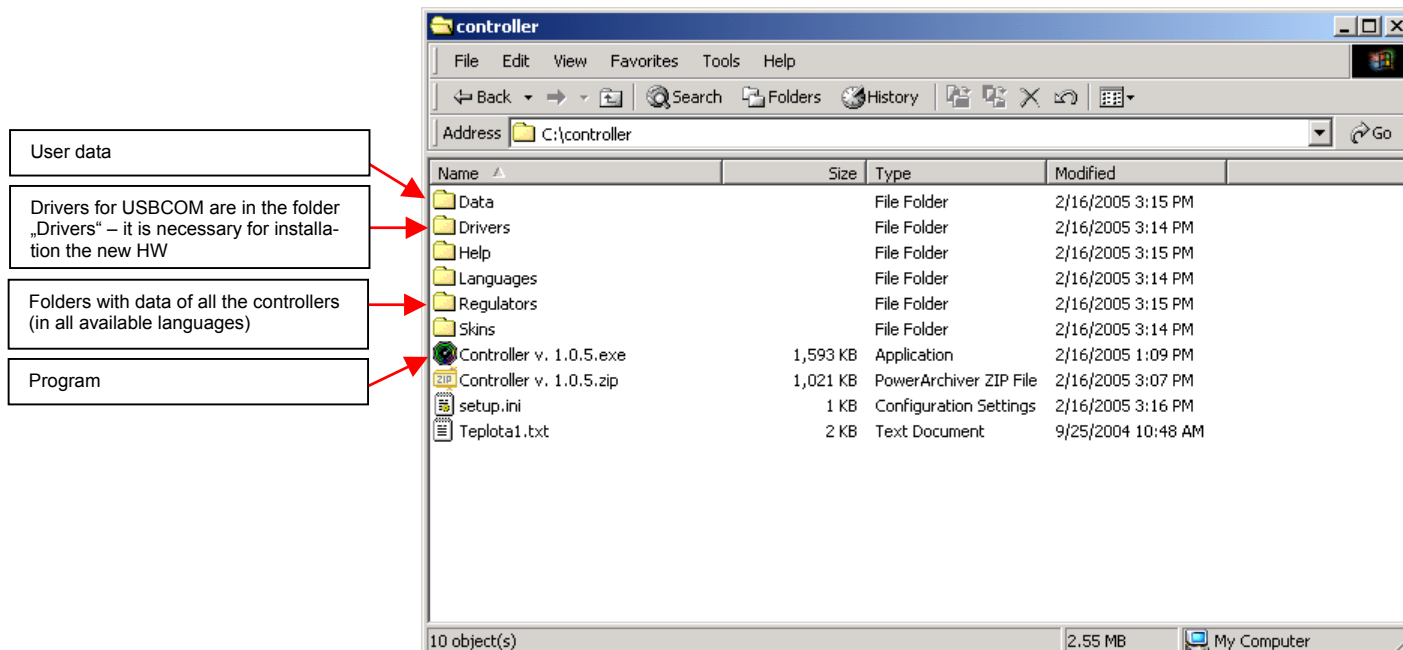 controller
File Edit View Favorites Tools Help
Back Search Folders History
Address C:\controller Go
Name Size Type Modified
Data File Folder 2/16/2005 3:15 PM
Drivers File Folder 2/16/2005 3:14 PM
Help File Folder 2/16/2005 3:15 PM
Languages File Folder 2/16/2005 3:14 PM
Regulators File Folder 2/16/2005 3:15 PM
Skins File Folder 2/16/2005 3:14 PM
Controller v. 1.0.5.exe 1,593 KB Application 2/16/2005 1:09 PM
ZIP Controller v. 1.0.5.zip 1,021 KB PowerArchiver ZIP File 2/16/2005 3:07 PM
setup.ini 1 KB Configuration Settings 2/16/2005 3:16 PM
Teplota1.txt 2 KB Text Document 9/25/2004 10:48 AM
10 object(s) 2.55 MB My Computer
User data
Drivers for USBCOM are in the folder
„Drivers“ – it is necessary for installa-
tion the new HW
Folders with data of all the controllers
(in all available languages)
Program